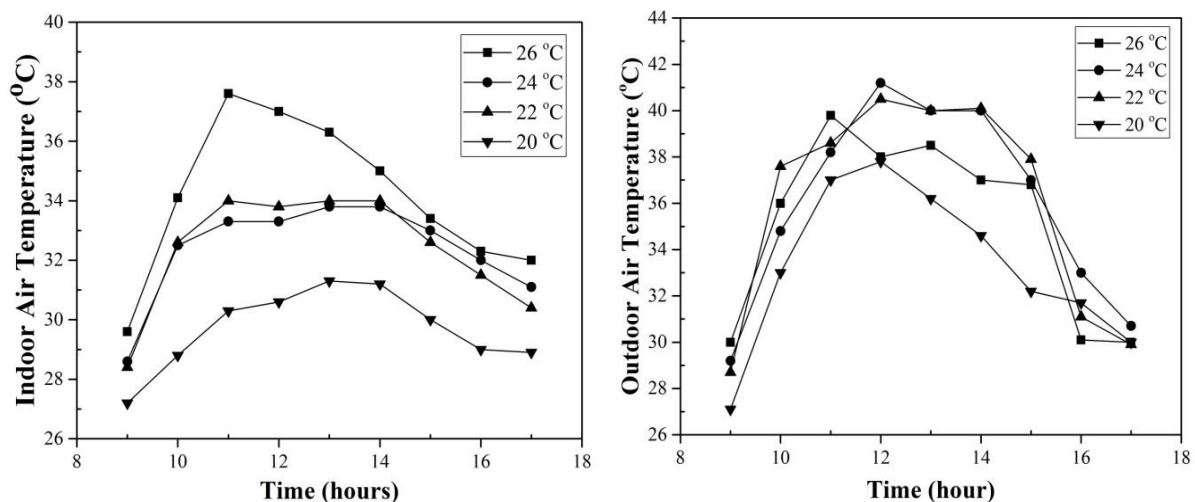 Indoor Air Temperature (°C)
40
38
36
34
32
30
28
26
8
10
12
14
16
18
Time (hours)
26 °C
24 °C
22 °C
20 °C
Outdoor Air Temperature (°C)
44
42
40
38
36
34
32
30
28
26
8
10
12
14
16
18
Time (hour)
26 °C
24 °C
22 °C
20 °C